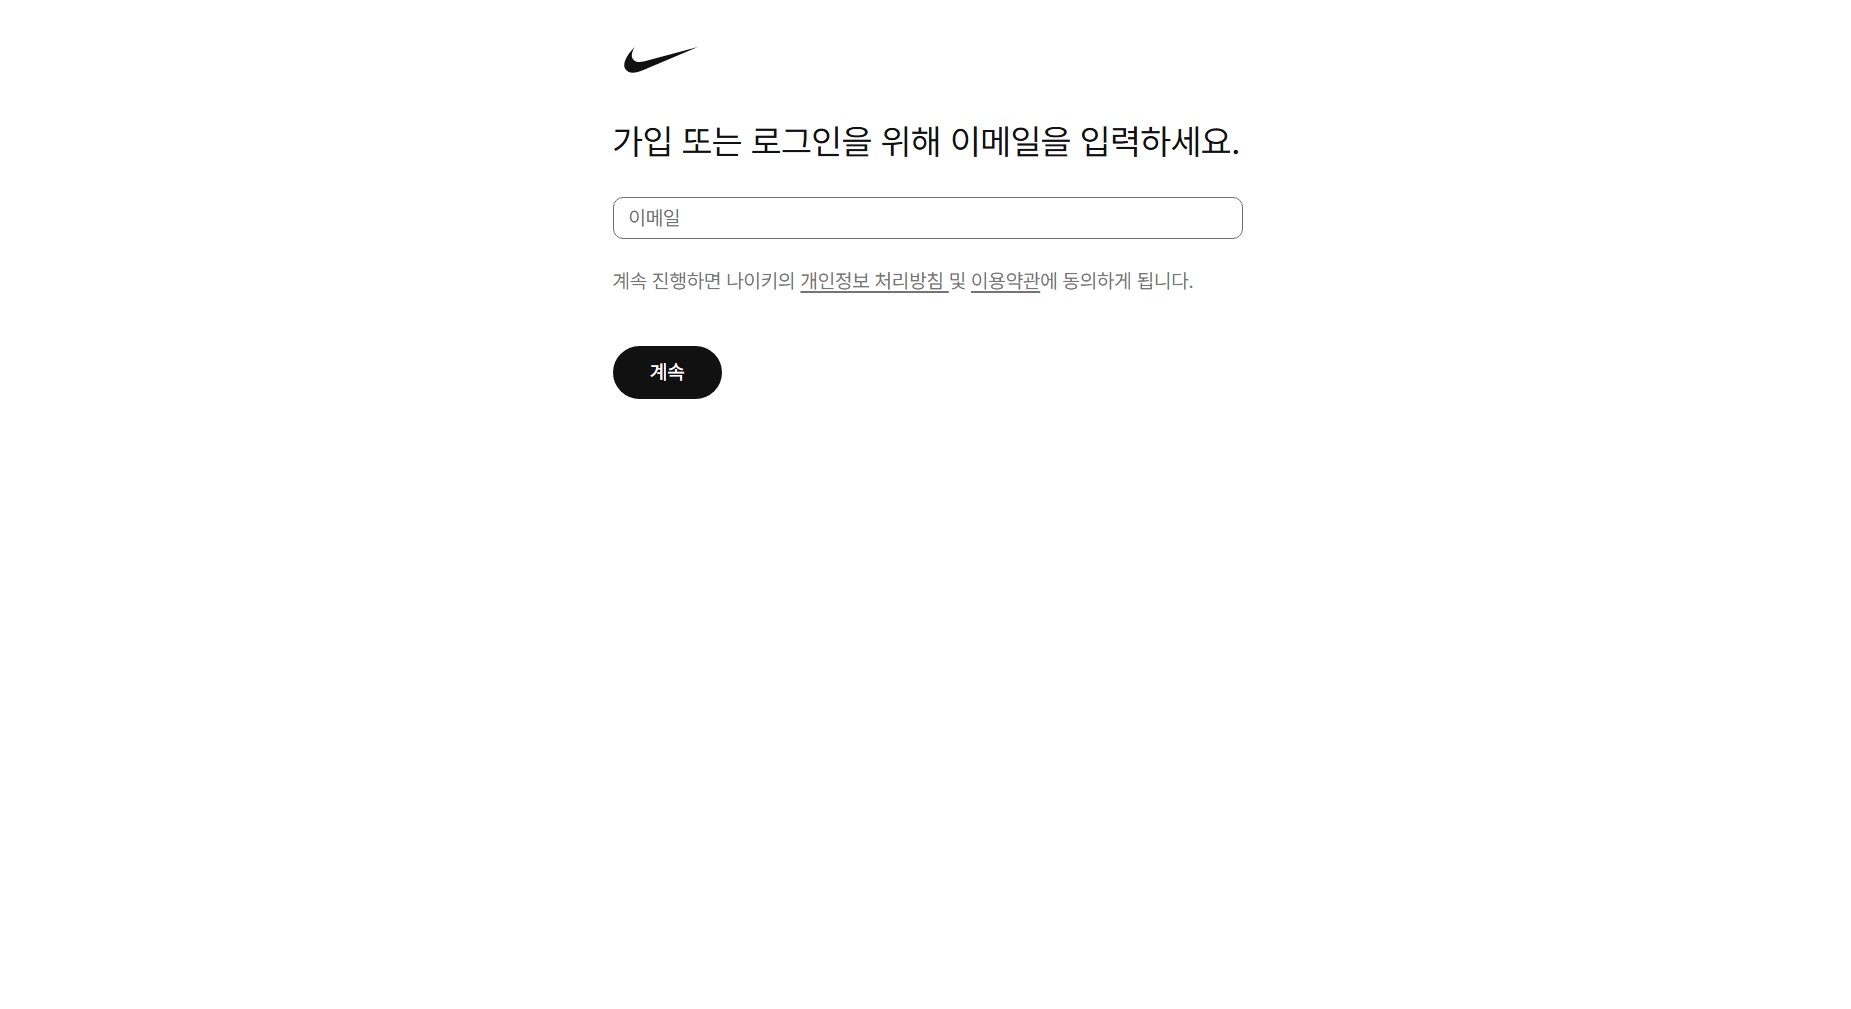 가입 또는 로그인을 위해 이메일을 입력하세요.
이메일
계속 진행하면 나이키의 개인정보 처리방침 및 이용약관에 동의하게 됩니다.
계속